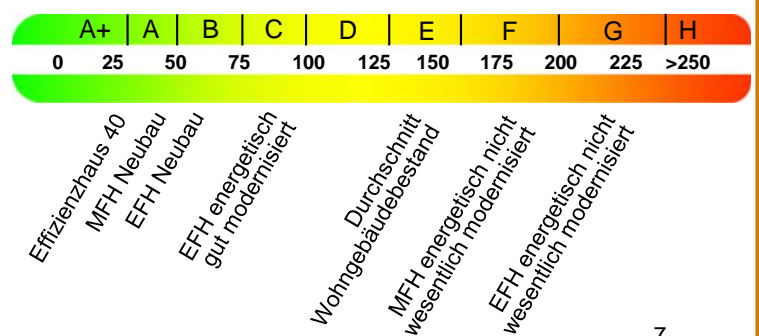 A+ A B C D E F G H
0 25 50 75 100 125 150 175 200 225 >250
Effizienzhaus 40
MFH Neubau
EFH Neubau
EFH energetisch
gut modernisiert
Durchschnitt
Wohngebäudebestand
MFH energetisch nicht
wesentlich modernisiert
EFH energetisch nicht
wesentlich modernisiert
7